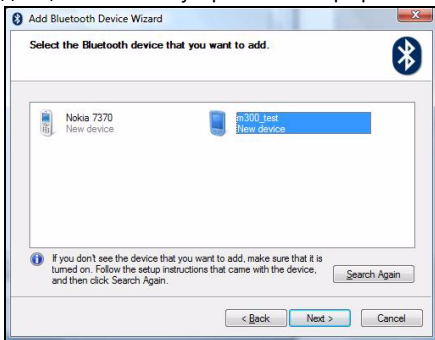 Add Bluetooth Device Wizard
Select the Bluetooth device that you want to add.
Nokia 7370
New device
m300_test
New device
If you don't see the device that you want to add, make sure that it is
turned on. Follow the setup instructions that came with the device,
and then click Search Again.
Search Again
< Back
Next >
Cancel